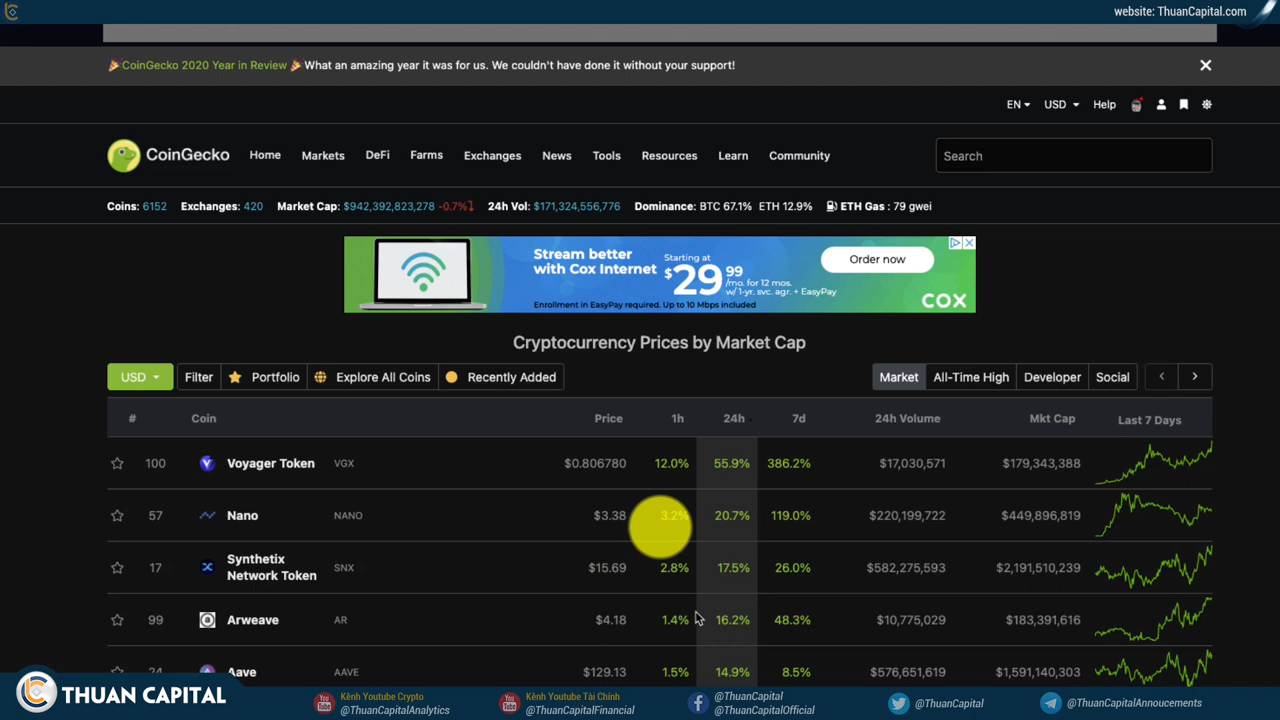 website: ThuanCapital.com
🎉CoinGecko 2020 Year in Review 🎉What an amazing year it was for us. We couldn't have done it without your support!
EN USD Help
CoinGecko Home Markets DeFi Farms Exchanges News Tools Resources Learn Community Search
Coins: 6152 Exchanges: 420 Market Cap: $942,392,823,278 -0.7% 24h Vol: $171,324,556,776 Dominance: BTC 67.1% ETH 12.9% ETH Gas : 79 gwei
Stream better
with Cox Internet
Starting at
$29 99
/mo. for 12 mos.
w/ 1-yr. svc. agr. + EasyPay
Enrollment in EasyPay required. Up to 10 Mbps included
Order now
COX
Cryptocurrency Prices by Market Cap
USD Filter Portfolio Explore All Coins Recently Added Market All-Time High Developer Social
# Coin Price 1h 24h 7d 24h Volume Mkt Cap Last 7 Days
100 Voyager Token VGX $0.806780 12.0% 55.9% 386.2% $17,030,571 $179,343,388
57 Nano NANO $3.38 3.2% 20.7% 119.0% $220,199,722 $449,896,819
17 Synthetix
Network Token SNX $15.69 2.8% 17.5% 26.0% $582,275,593 $2,191,510,239
99 Arweave AR $4.18 1.4% 16.2% 48.3% $10,775,029 $183,391,616
24 Aave AAVE $129.13 1.5% 14.9% 8.5% $576,651,619 $1,591,140,303
THUAN CAPITAL
Kênh Youtube Crypto
@ThuanCapitalAnalytics
Kênh Youtube Tài Chính
@ThuanCapitalFinancial
@ThuanCapital
@ThuanCapitalOfficial
@ThuanCapital
@ThuanCapitalAnnoucements